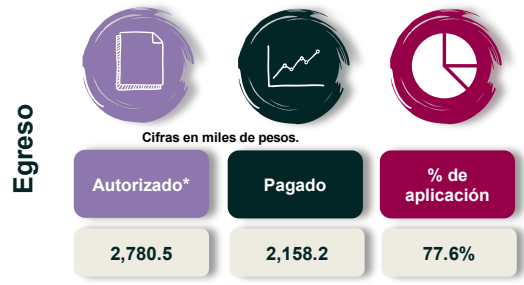 Egreso
Cifras en miles de pesos.
Autorizado*
Pagado
% de
aplicación
2,780.5
2,158.2
77.6%